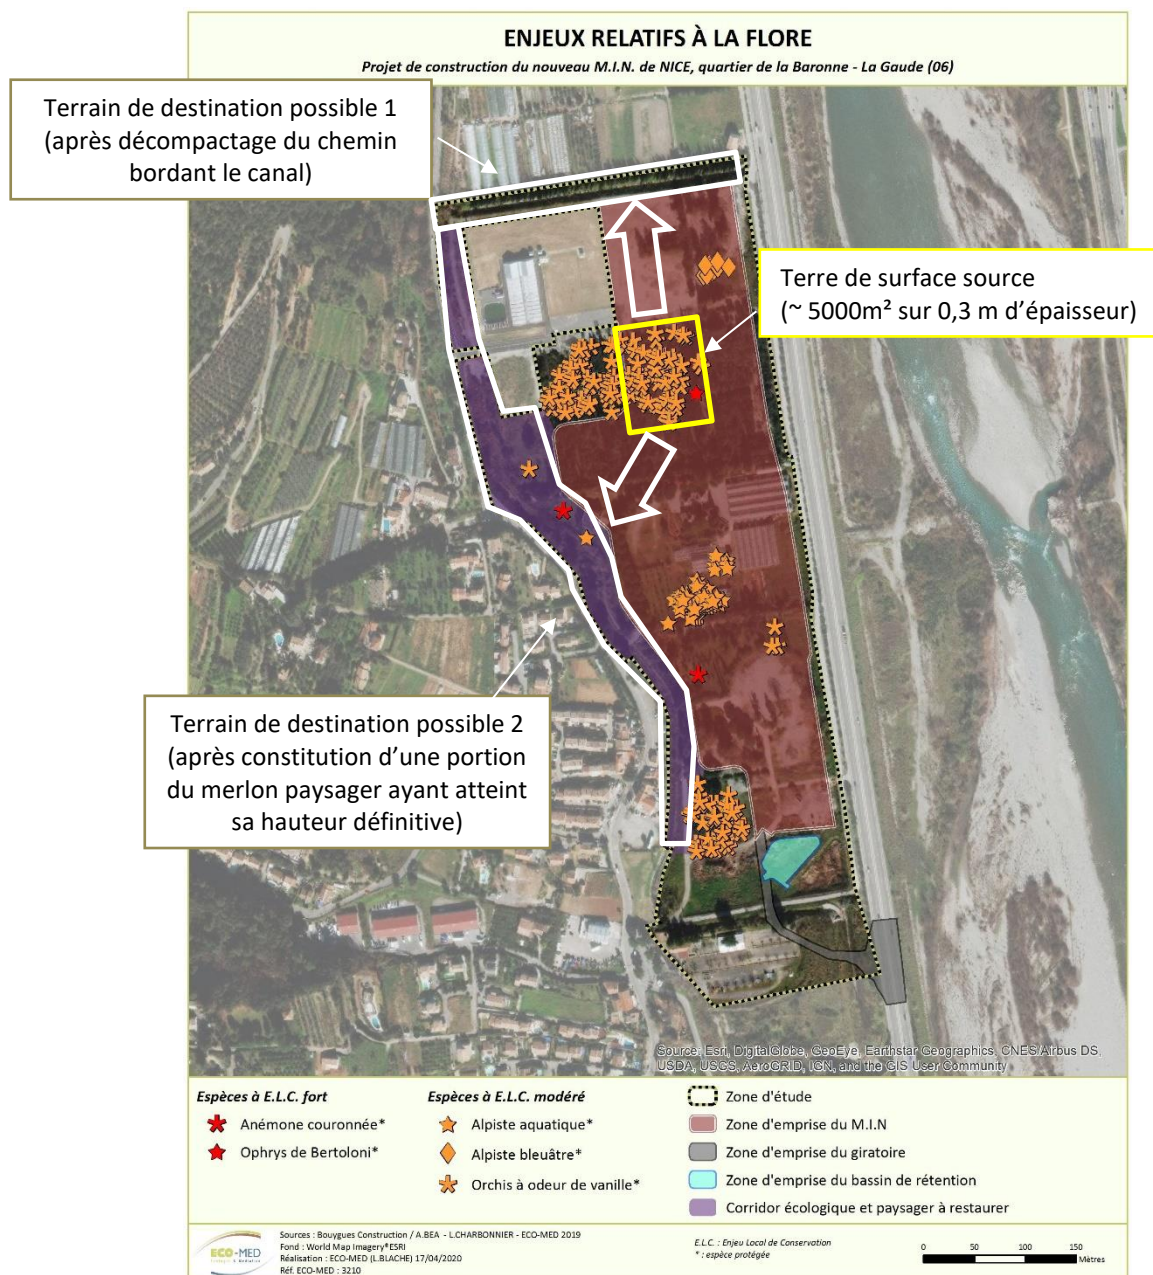 ENJEUX RELATIFS À LA FLORE
Projet de construction du nouveau M.I.N. de NICE, quartier de la Baronne - La Gaude (06)
Terrain de destination possible 1
(après décompactage du chemin
bordant le canal)
Terre de surface source
(~ 5000m² sur 0,3 m d’épaisseur)
Terrain de destination possible 2
(après constitution d’une portion
du merlon paysager ayant atteint
sa hauteur définitive)
Source: Esri, DigitalGlobe, GeoEye, Earthstar Geographics, CNES/Airbus DS,
USDA, USGS, AeroGRID, IGN, and the GIS User Community
Espèces à E.L.C. fort
Anémone couronnée*
Ophrys de Bertoloni*
Espèces à E.L.C. modéré
Alpiste aquatique*
Alpiste bleuâtre*
Orchis à odeur de vanille*
Zone d'étude
Zone d'emprise du M.I.N
Zone d'emprise du giratoire
Zone d'emprise du bassin de rétention
Corridor écologique et paysager à restaurer
ECO-MED
Sources : Bouygues Construction / A.BEA - L.CHARBONNIER - ECO-MED 2019
Fond : World Map Imagery®ESRI
Réalisation : ECO-MED (L.BLACHE) 17/04/2020
Réf. ECO-MED : 3210
E.L.C. : Enjeu Local de Conservation
* : espèce protégée
0 50 100 150
Mètres